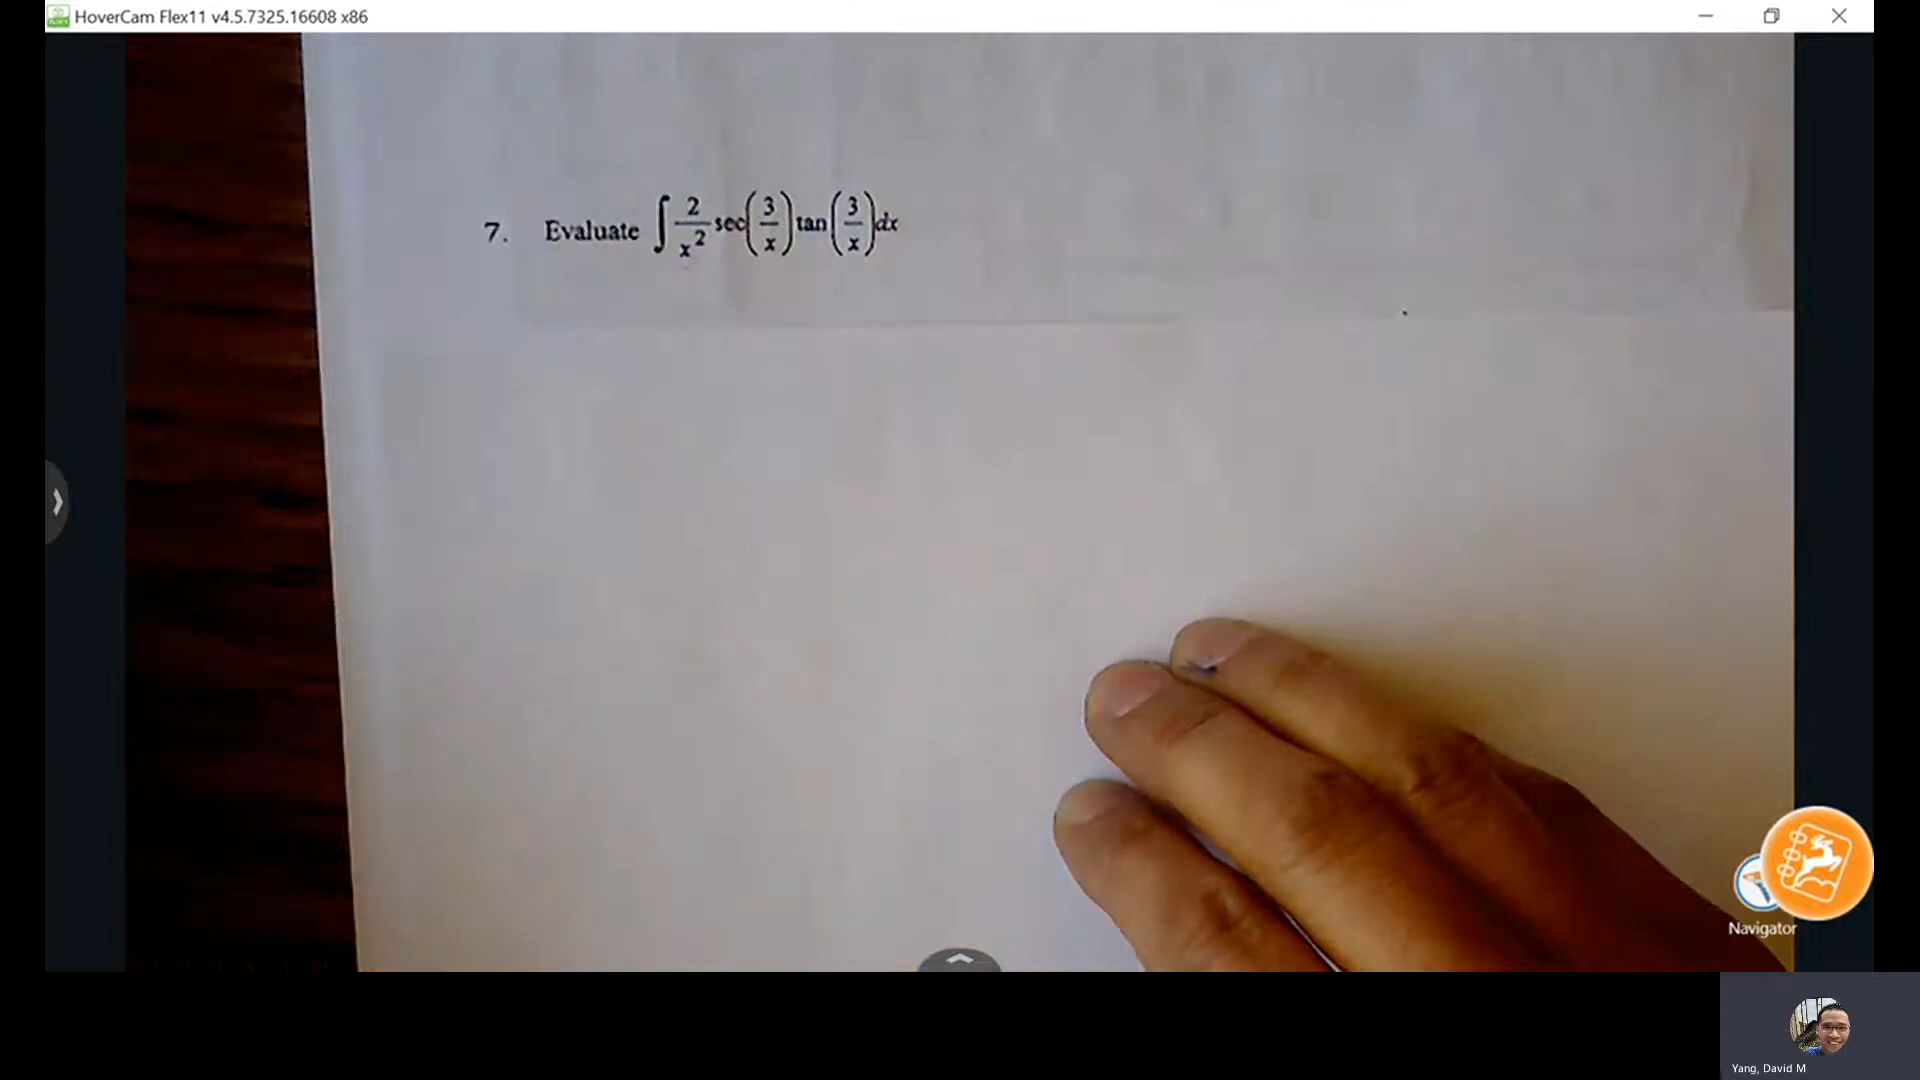 HoverCam Flex11 v4.5.7325.16608 x86
7. Evaluate ∫ 2/x² sec(3/x) tan(3/x) dx
Navigator
Yang, David M